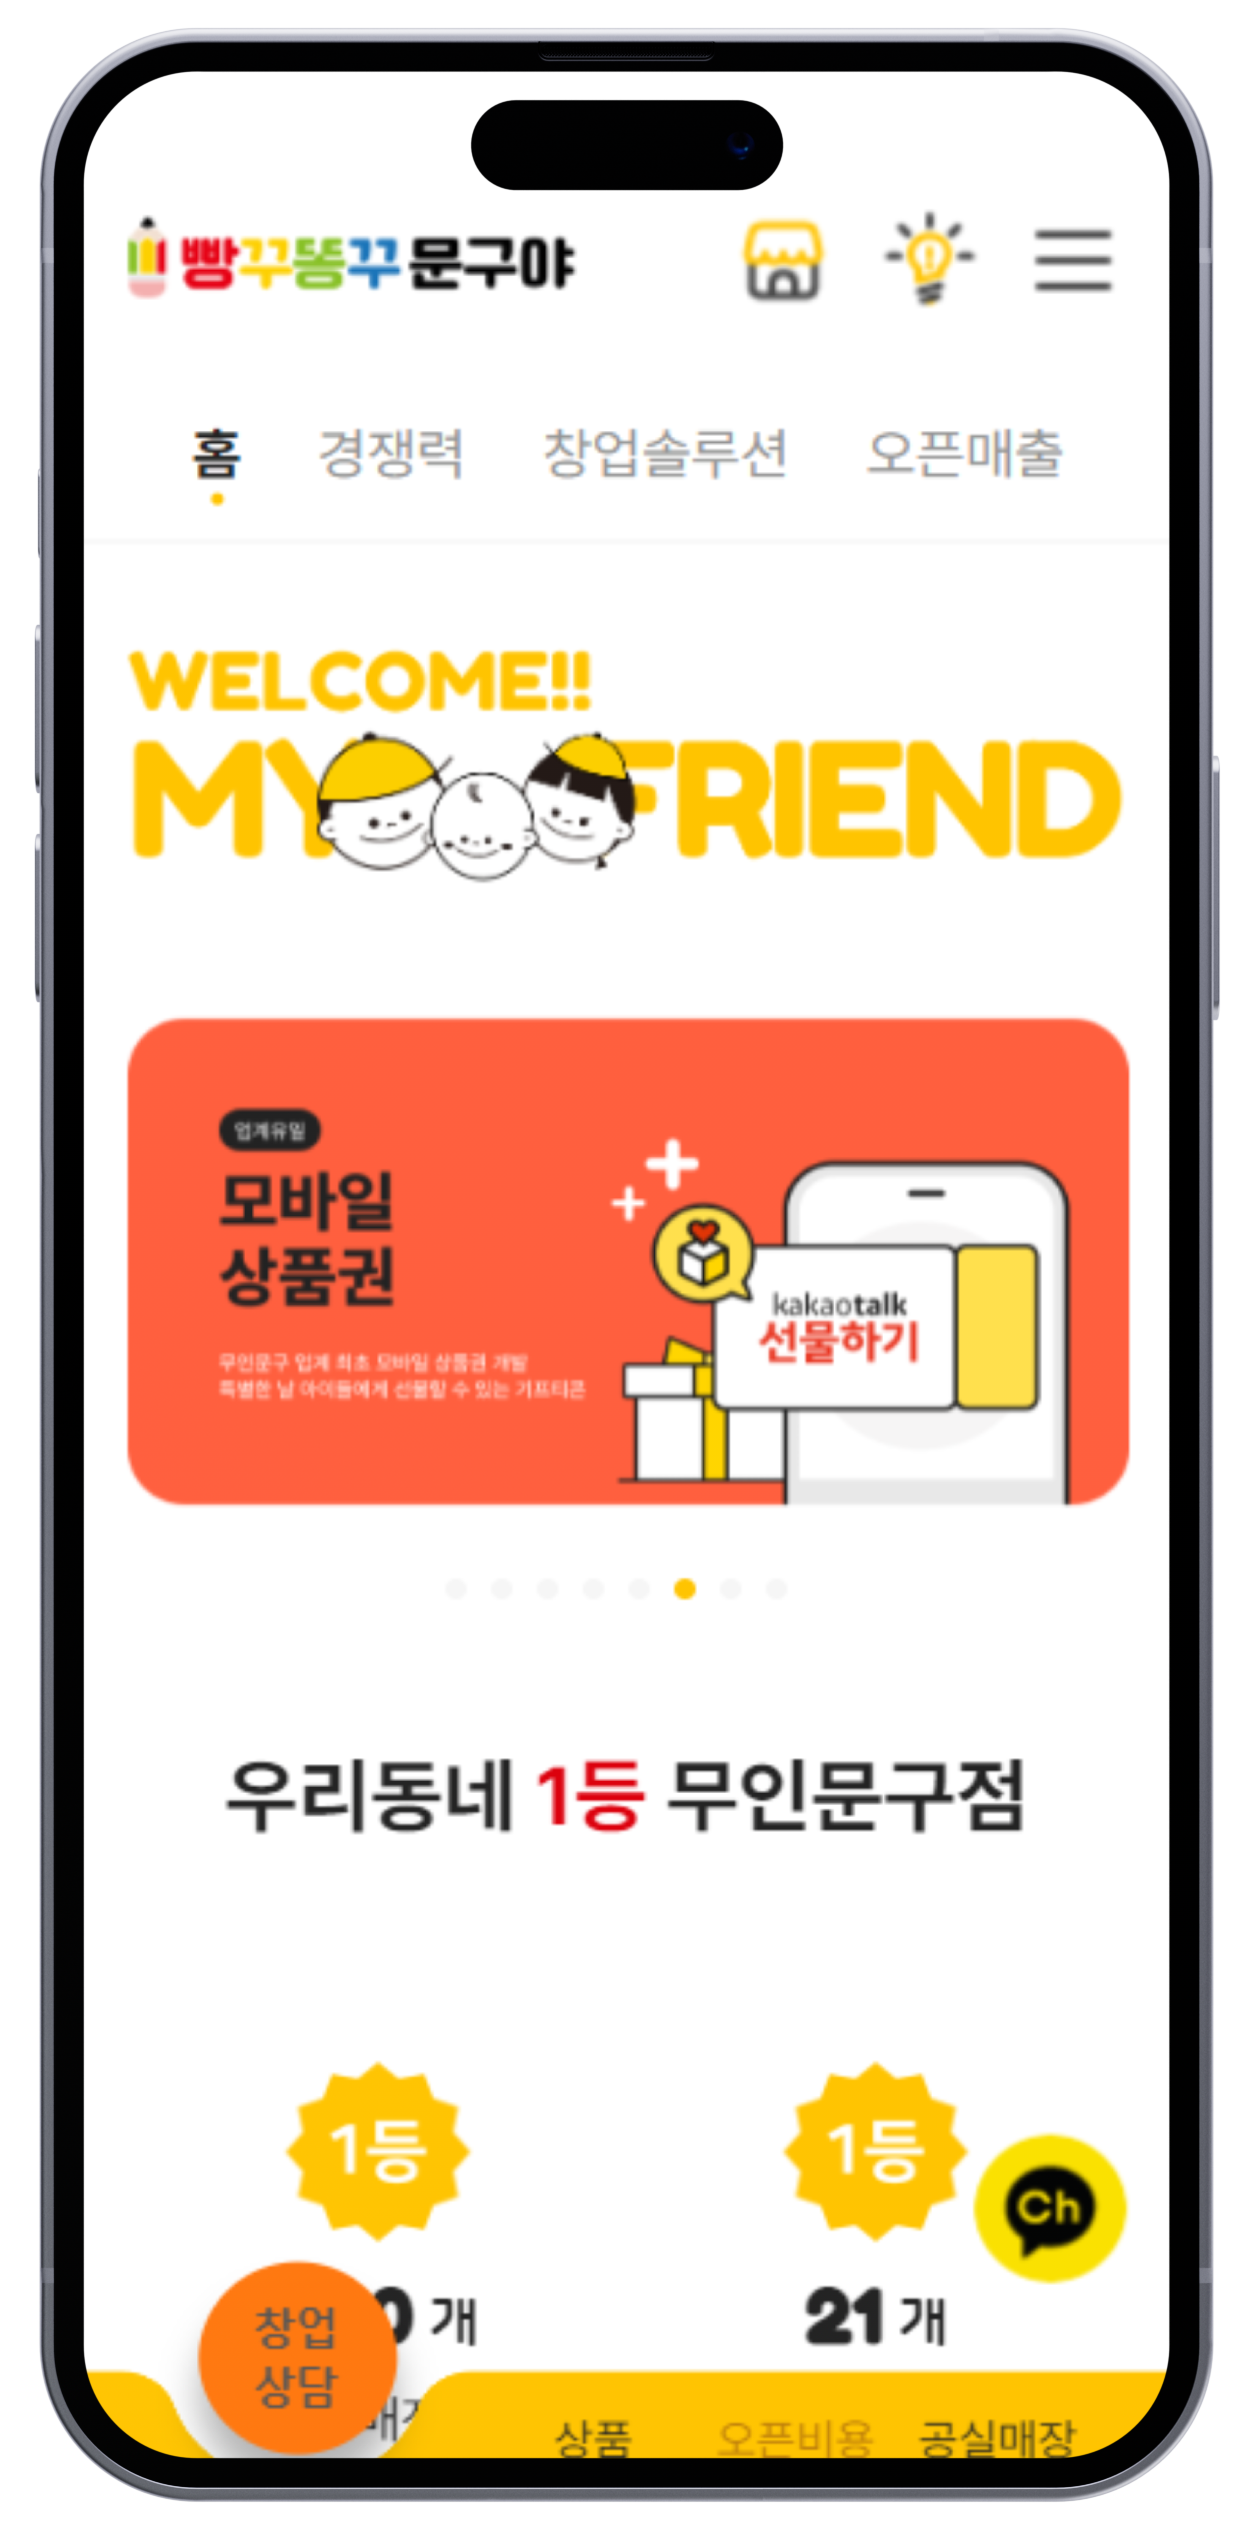 빵꾸똥꾸 문구야
홈 경쟁력 창업솔루션 오픈매출
WELCOME!!
MY FRIEND
업계유일
모바일
상품권
무인문구 업계 최초 모바일 상품권 개발
특별한 날 아이들에게 선물할 수 있는 기프티콘
kakaotalk
선물하기
우리동네 1등 무인문구점
1등 1등
Ch
0 개 21 개
창업
상담
상품 오픈비용 공실매장